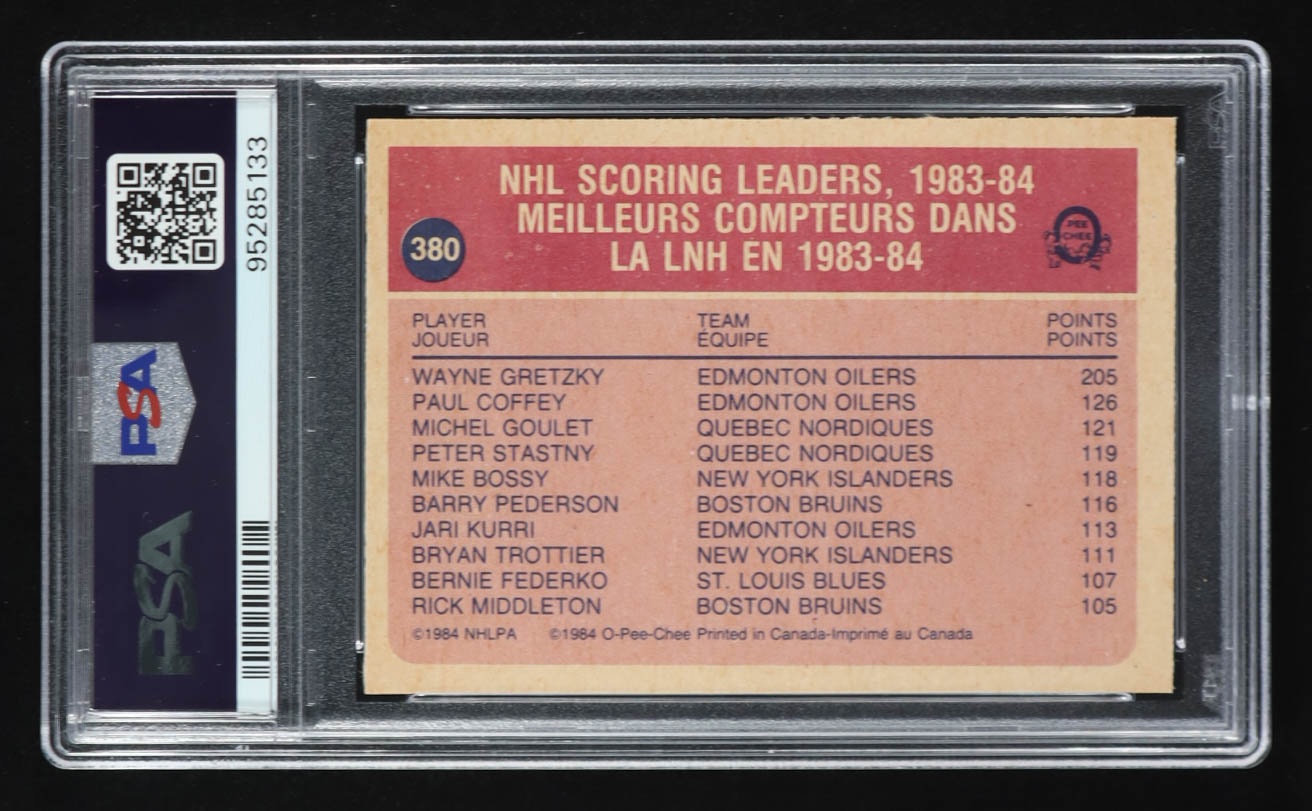 95285133
PSA
PSA
NHL SCORING LEADERS, 1983-84
MEILLEURS COMPTEURS DANS
LA LNH EN 1983-84
380
PEE
CHEE
PLAYER TEAM POINTS
JOUEUR ÉQUIPE POINTS
WAYNE GRETZKY EDMONTON OILERS 205
PAUL COFFEY EDMONTON OILERS 126
MICHEL GOULET QUEBEC NORDIQUES 121
PETER STASTNY QUEBEC NORDIQUES 119
MIKE BOSSY NEW YORK ISLANDERS 118
BARRY PEDERSON BOSTON BRUINS 116
JARI KURRI EDMONTON OILERS 113
BRYAN TROTTIER NEW YORK ISLANDERS 111
BERNIE FEDERKO ST. LOUIS BLUES 107
RICK MIDDLETON BOSTON BRUINS 105
©1984 NHLPA ©1984 O-Pee-Chee Printed in Canada-Imprimé au Canada